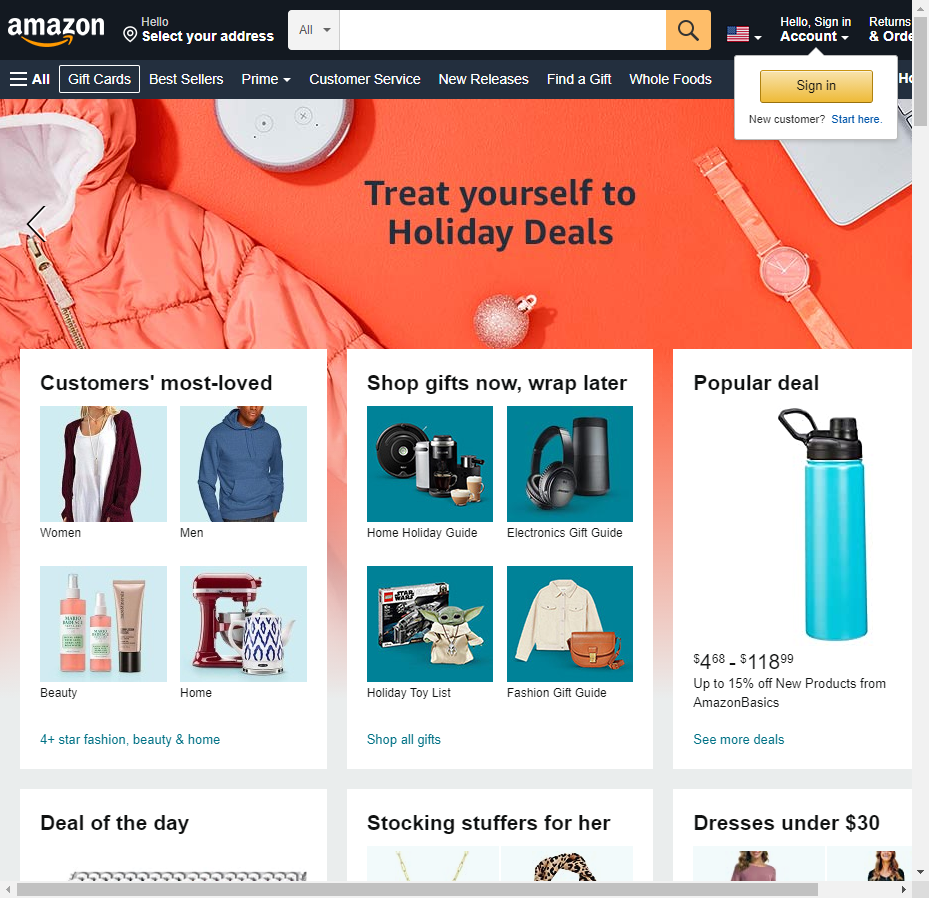 amazon
Hello
Select your address
All
Hello, Sign in
Account
Returns
& Orde
All
Gift Cards
Best Sellers
Prime
Customer Service
New Releases
Find a Gift
Whole Foods
Ho
Sign in
New customer? Start here.
Treat yourself to
Holiday Deals
Customers' most-loved
Women
Men
Beauty
Home
4+ star fashion, beauty & home
Shop gifts now, wrap later
Home Holiday Guide
Electronics Gift Guide
STAR
WARS
Holiday Toy List
Fashion Gift Guide
Shop all gifts
Popular deal
$468 - $11899
Up to 15% off New Products from
AmazonBasics
See more deals
Deal of the day
Stocking stuffers for her
Dresses under $30